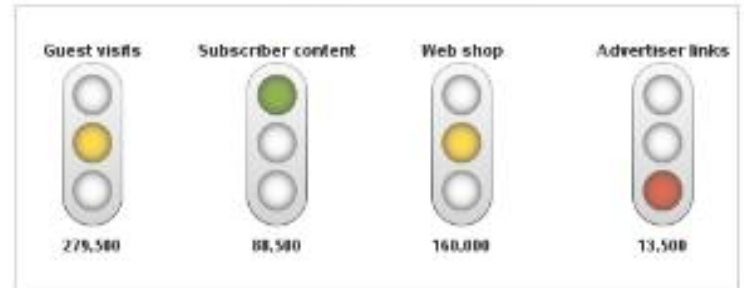 Guest visits
Subscriber content
Web shop
Advertiser links
279,500
88,500
160,000
13,500